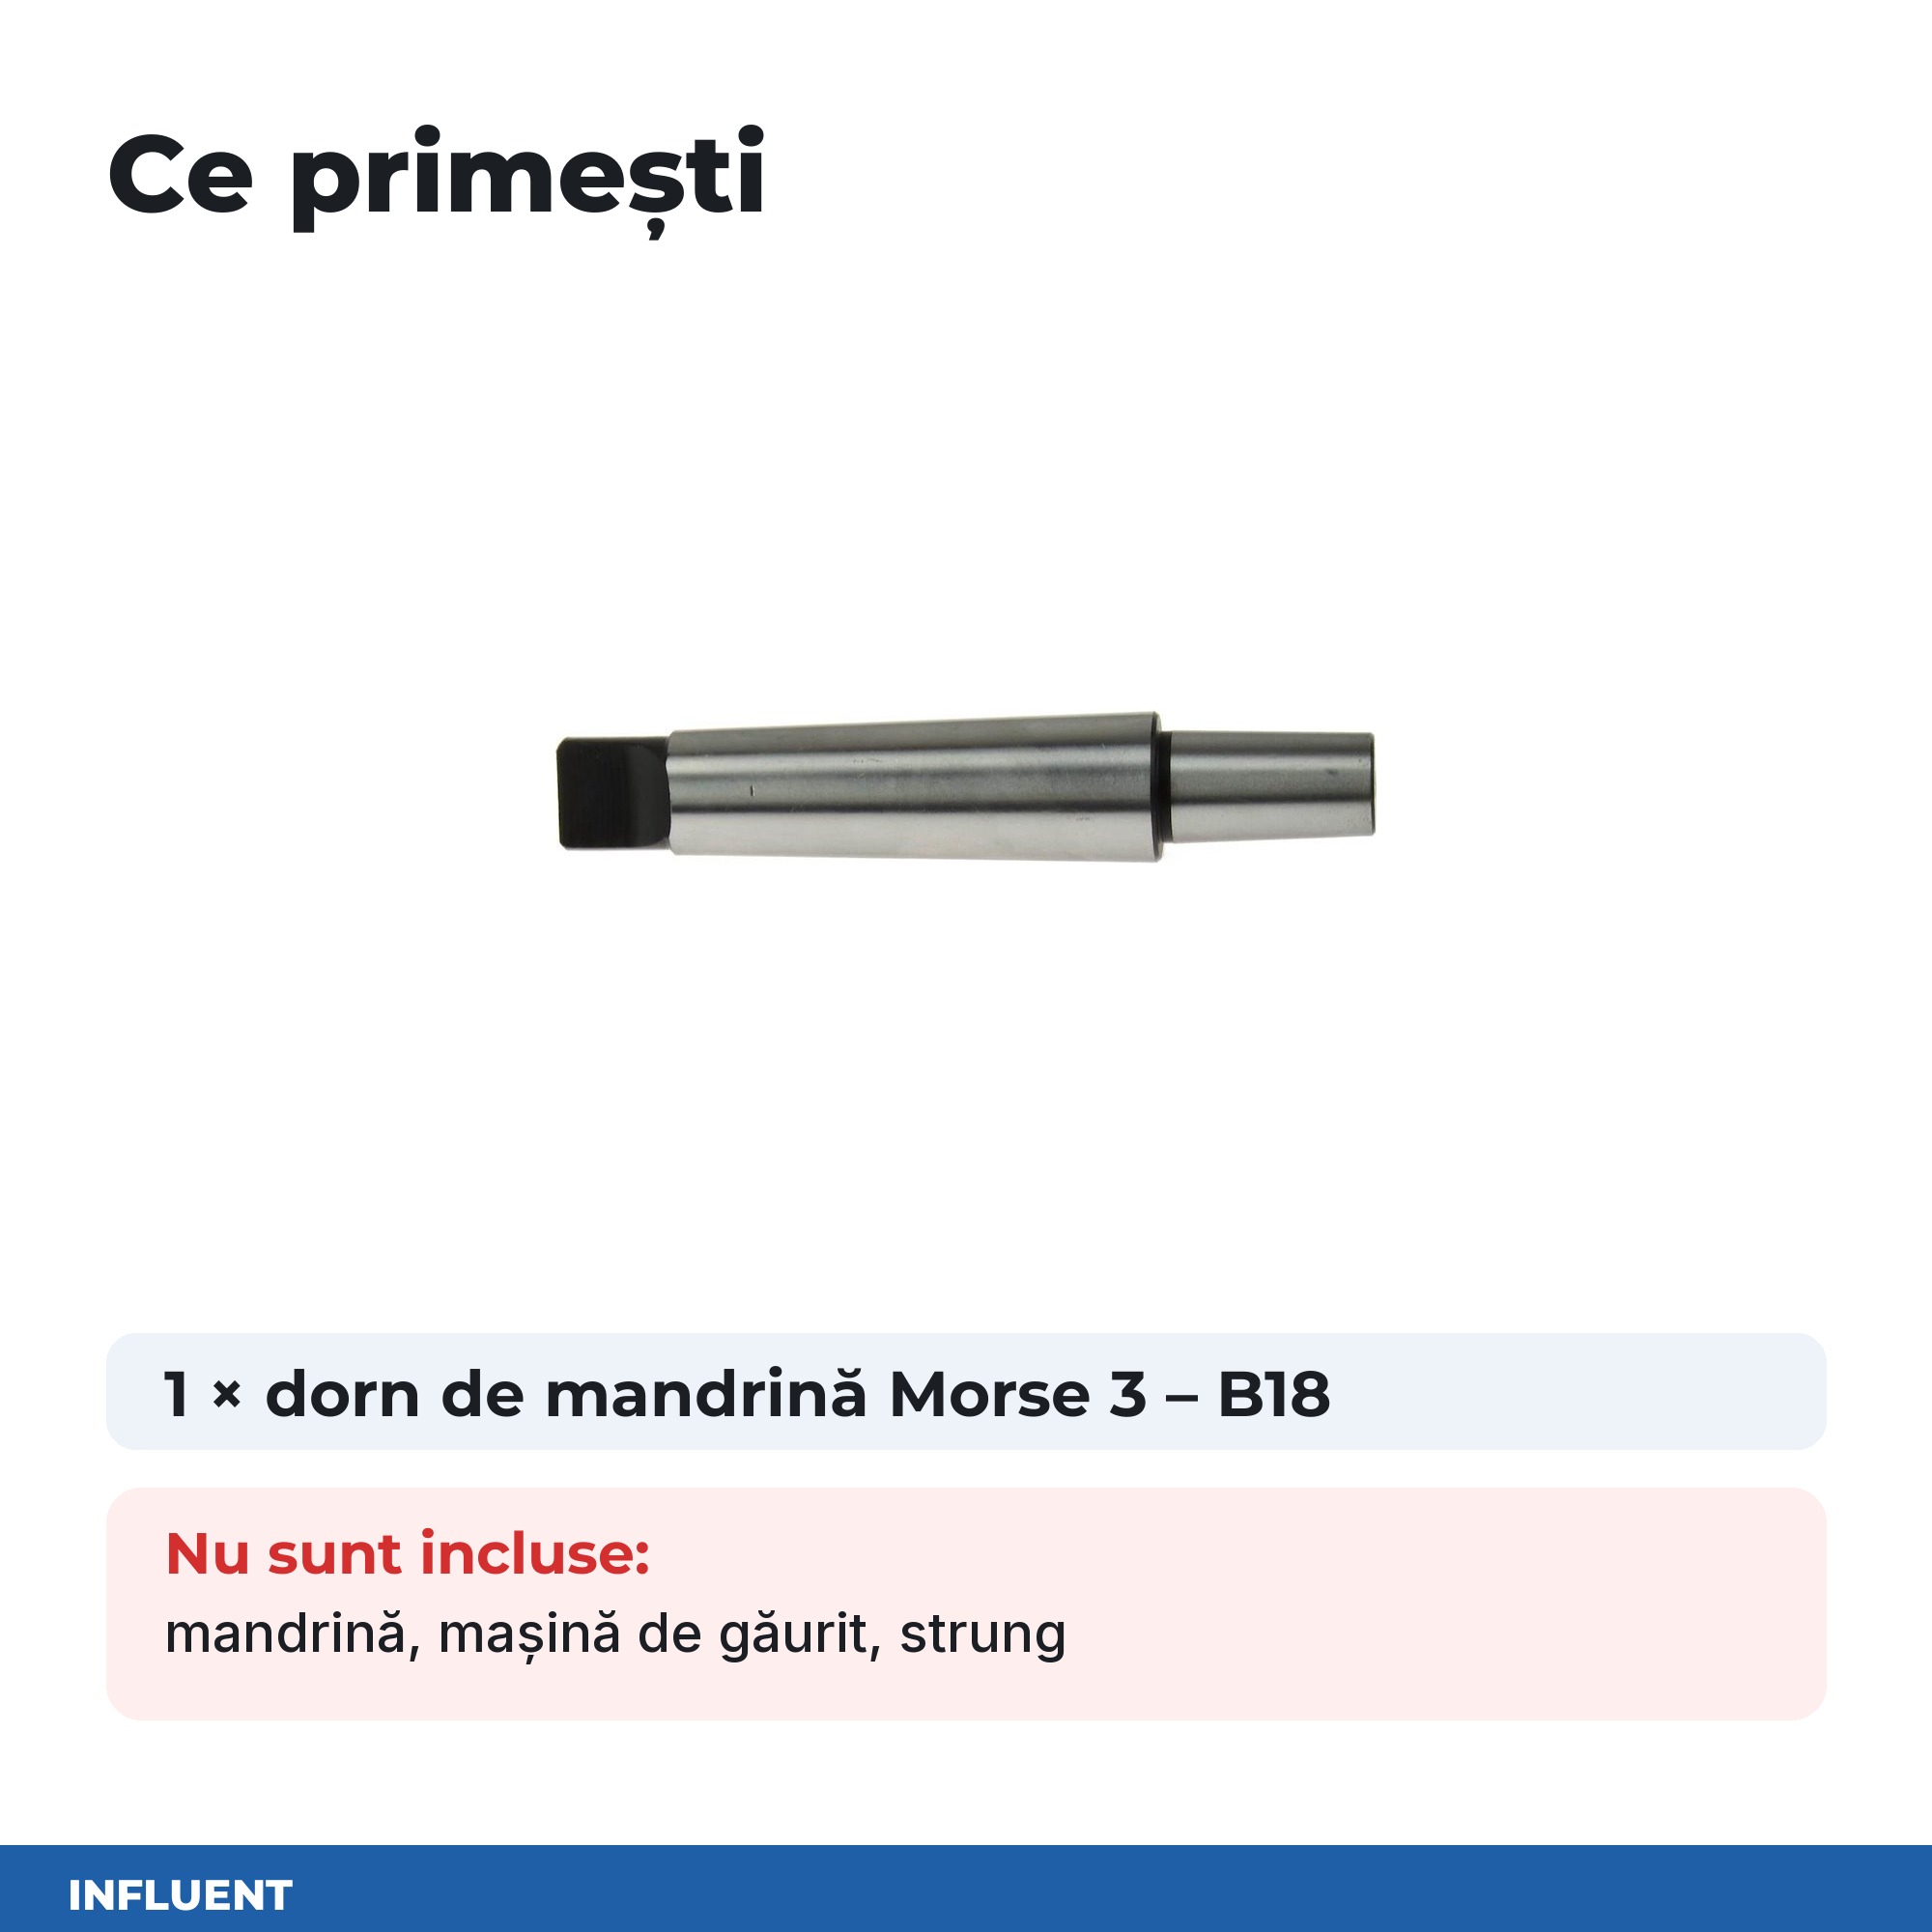 Ce primești
1 × dorn de mandrină Morse 3 – B18
Nu sunt incluse:
mandrină, mașină de găurit, strung
INFLUENT